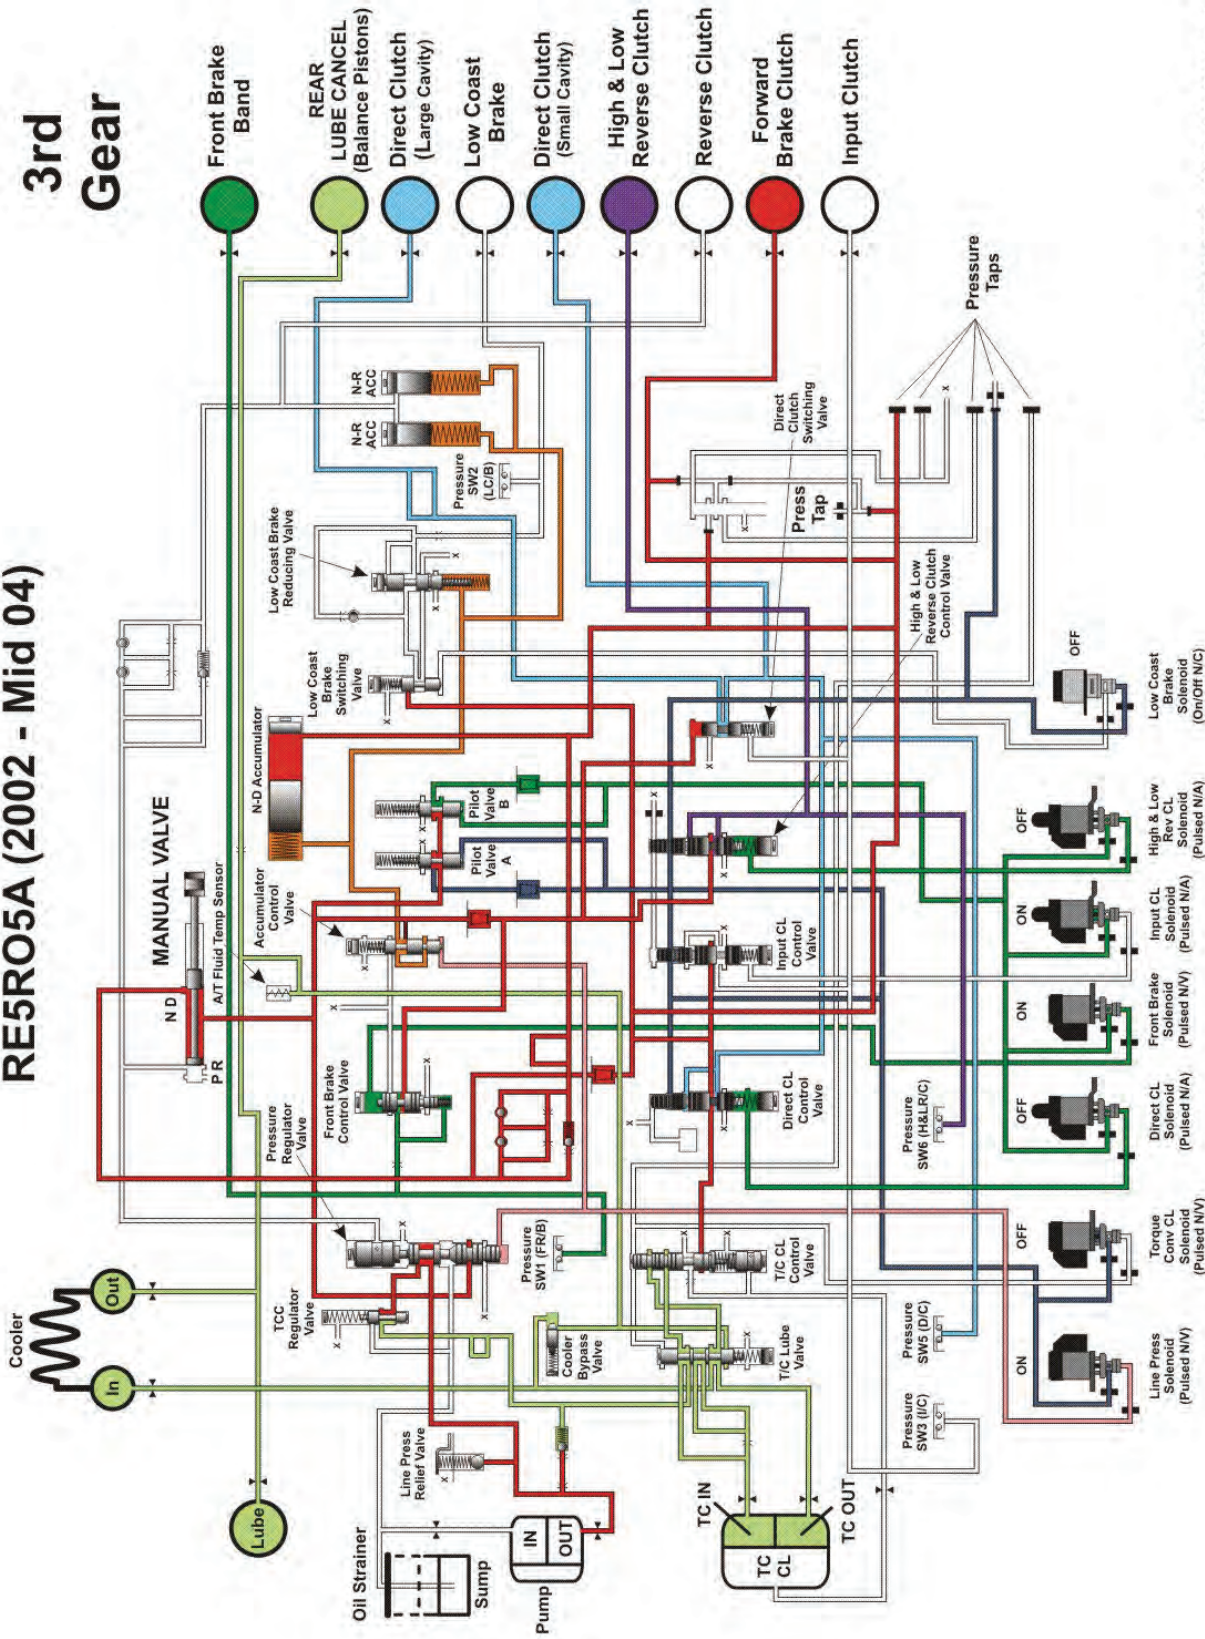 RE5RO5A (2002 - Mid 04)
3rd
Gear
Cooler
In
Out
Lube
MANUAL VALVE
P R
N D
A/T Fluid Temp Sensor
Front Brake
Band
REAR
LUBE CANCEL
(Balance Pistons)
Direct Clutch
(Large Cavity)
Low Coast
Brake
Direct Clutch
(Small Cavity)
High & Low
Reverse Clutch
Reverse Clutch
Forward
Brake Clutch
Input Clutch
N-D Accumulator
Accumulator
Control
Valve
Low Coast
Brake
Switching
Valve
Low Coast Brake
Reducing Valve
N-R
ACC
N-R
ACC
Pressure
SW2
(LC/B)
Pressure
Regulator
Valve
Front Brake
Control Valve
TCC
Regulator
Valve
Pilot
Valve
A
Pilot
Valve
B
Line Press
Relief Valve
Cooler
Bypass
Valve
Pressure
SW1 (FR/B)
Oil Strainer
Sump
Pump
IN
OUT
TC IN
TC OUT
TC
CL
T/C Lube
Valve
T/C CL
Control
Valve
Direct CL
Control
Valve
Input CL
Control
Valve
High & Low
Reverse Clutch
Control Valve
Direct
Clutch
Switching
Valve
Press
Tap
Pressure
Taps
Pressure
SW3 (I/C)
Pressure
SW5 (D/C)
Pressure
SW6 (H&LR/C)
ON
Line Press
Solenoid
(Pulsed N/V)
OFF
Torque
Conv CL
Solenoid
(Pulsed N/V)
OFF
Direct CL
Solenoid
(Pulsed N/A)
ON
Front Brake
Solenoid
(Pulsed N/V)
ON
Input CL
Solenoid
(Pulsed N/A)
OFF
High & Low
Rev CL
Solenoid
(Pulsed N/A)
OFF
Low Coast
Brake
Solenoid
(On/Off N/C)